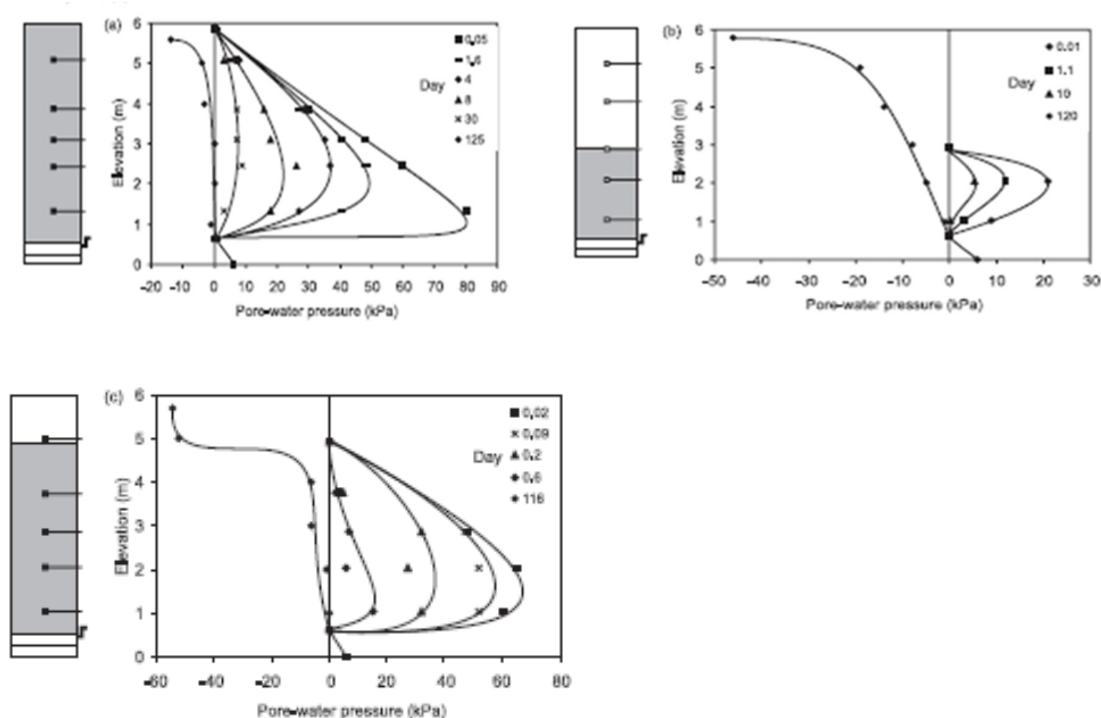 (a)
Elevation (m)
6
5
4
3
2
1
0
-20 -10 0 10 20 30 40 50 60 70 80 90
Pore-water pressure (kPa)
Day
0.05
1.6
4
8
30
125
(b)
Elevation (m)
6
5
4
3
2
1
0
-50 -40 -30 -20 -10 0 10 20 30
Pore-water pressure (kPa)
Day
0.01
1.1
10
120
(c)
Elevation (m)
6
5
4
3
2
1
0
-60 -40 -20 0 20 40 60 80
Pore-water pressure (kPa)
Day
0.02
0.09
0.2
0.6
116